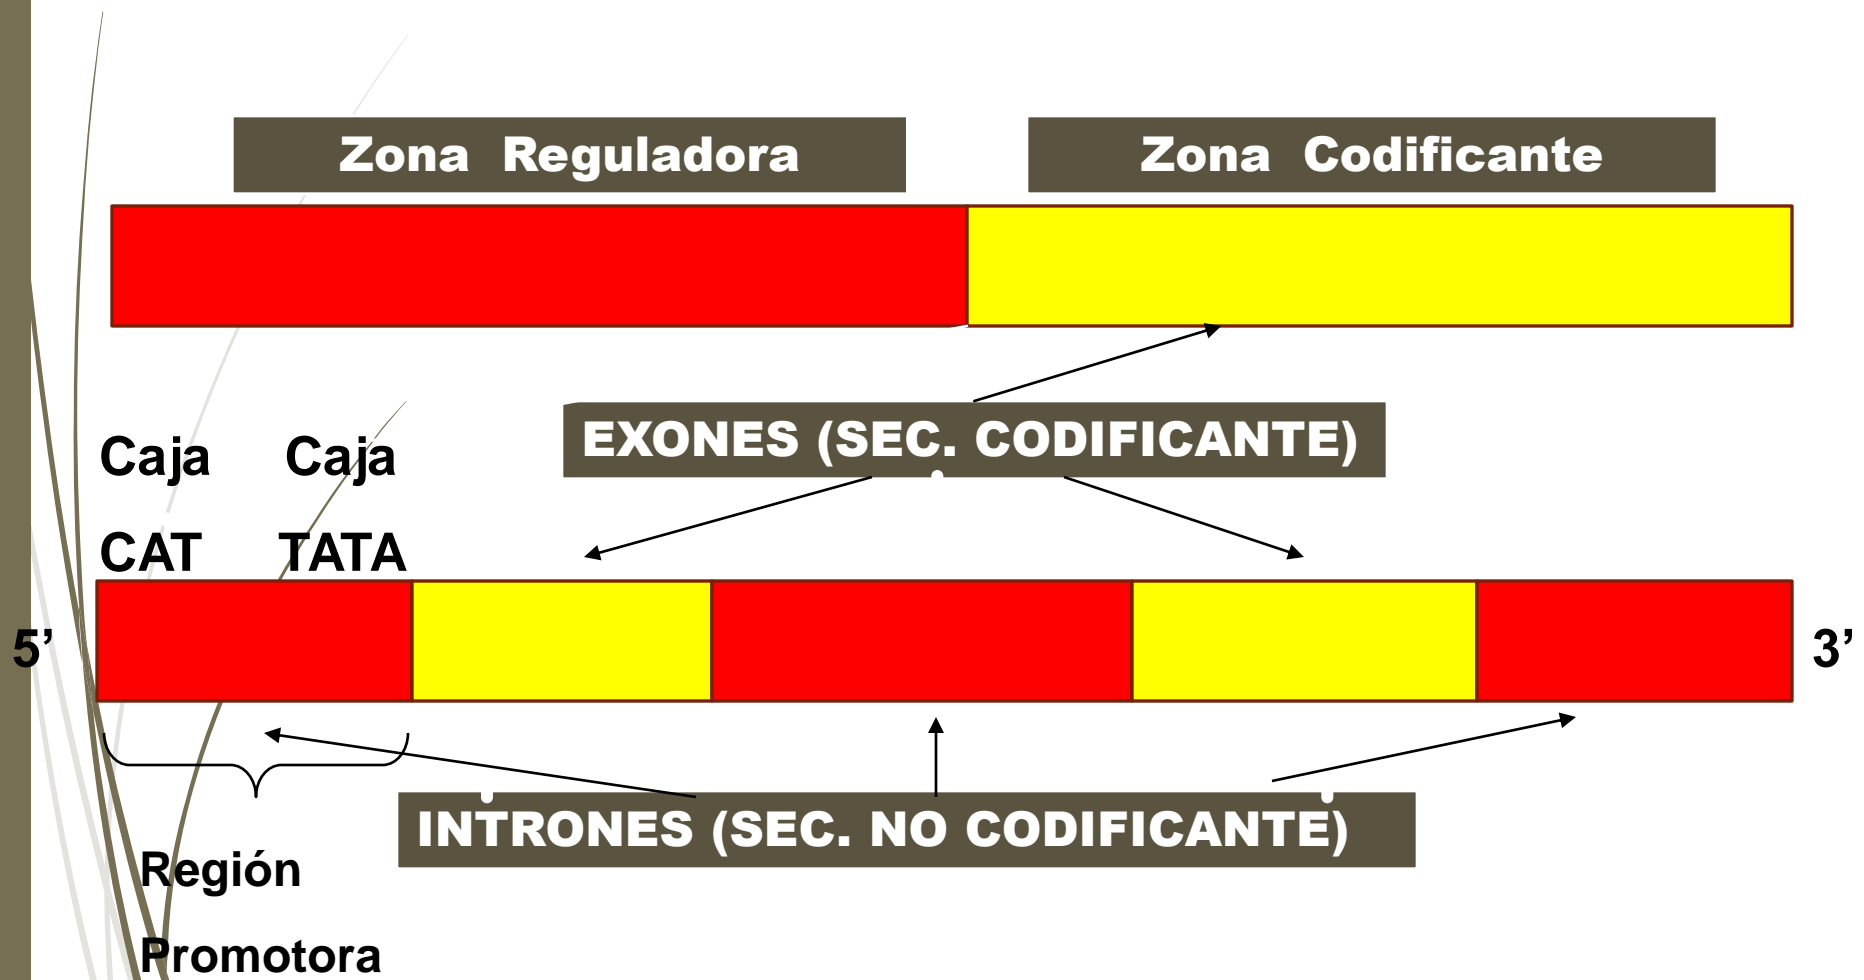 Zona Reguladora
Zona Codificante
EXONES (SEC. CODIFICANTE)
Caja Caja
CAT TATA
5’
3’
INTRONES (SEC. NO CODIFICANTE)
Región
Promotora